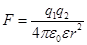 F = q₁q₂ / 4πε₀εr²